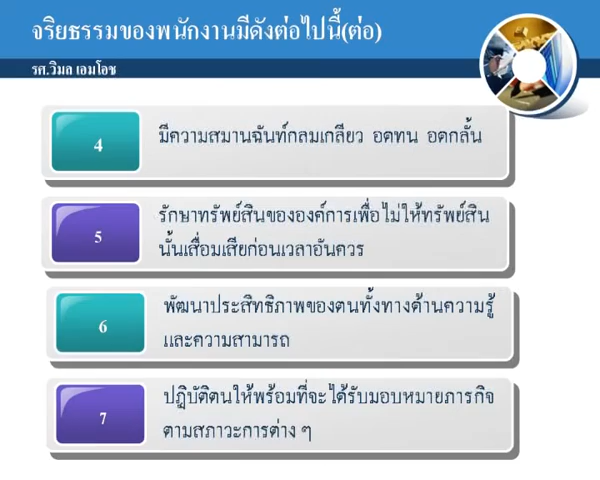 จริยธรรมของพนักงานมีดังต่อไปนี้(ต่อ)
รศ.วิมล เอมโอช
4
มีความสมานฉันท์กลมเกลียว อดทน อดกลั้น
5
รักษาทรัพย์สินขององค์การเพื่อไม่ให้ทรัพย์สิน
นั้นเสื่อมเสียก่อนเวลาอันควร
6
พัฒนาประสิทธิภาพของตนทั้งทางด้านความรู้
และความสามารถ
7
ปฏิบัติตนให้พร้อมที่จะได้รับมอบหมายภารกิจ
ตามสภาวะการต่าง ๆ